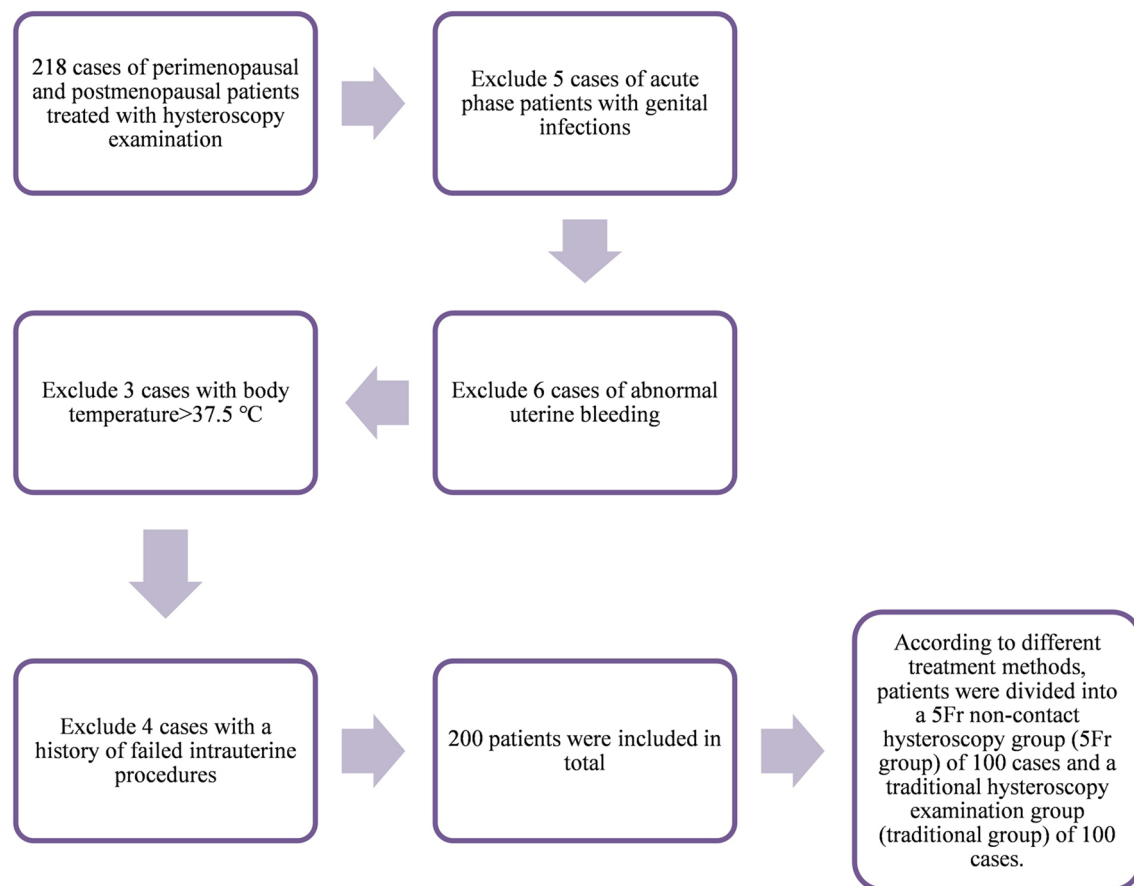 218 cases of perimenopausal
and postmenopausal patients
treated with hysteroscopy
examination
Exclude 5 cases of acute
phase patients with genital
infections
Exclude 6 cases of abnormal
uterine bleeding
Exclude 3 cases with body
temperature>37.5 °C
Exclude 4 cases with a
history of failed intrauterine
procedures
200 patients were included in
total
According to different
treatment methods,
patients were divided into
a 5Fr non-contact
hysteroscopy group (5Fr
group) of 100 cases and a
traditional hysteroscopy
examination group
(traditional group) of 100
cases.